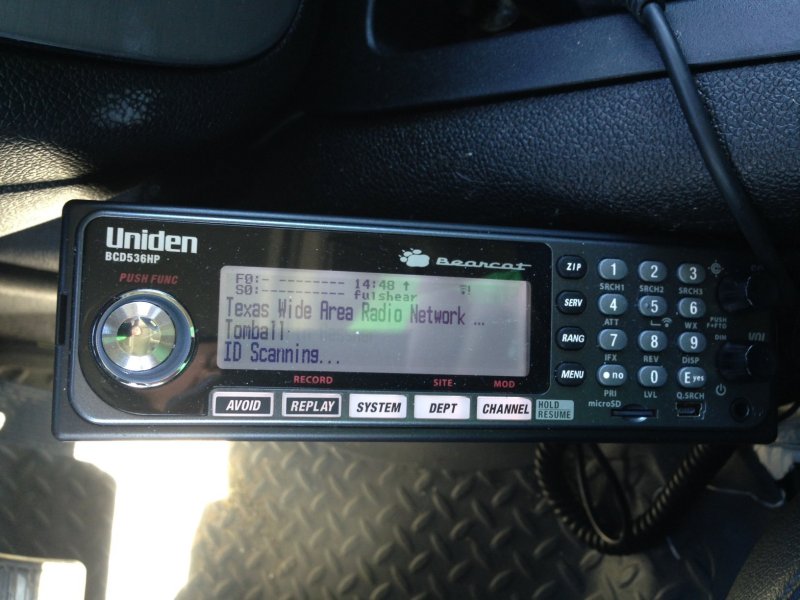 Uniden
BCD536HP
PUSH FUNC
Bearcat
F0:- --------- 14:48
S0:----------- fulshear
Texas Wide Area Radio Network ...
Tomball
ID Scanning...
RECORD
SITE
MOD
AVOID
REPLAY
SYSTEM
DEPT
CHANNEL
HOLD
RESUME
ZIP
1
2
3
SRCH1
SRCH2
SRCH3
SERV
4
5
6
ATT
WX
RANG
7
8
9
IFX
REV
DISP
MENU
• no
0
E yes
PRI
LVL
Q.SRCH
microSD
PUSH
F+FTO
DIM
VOL